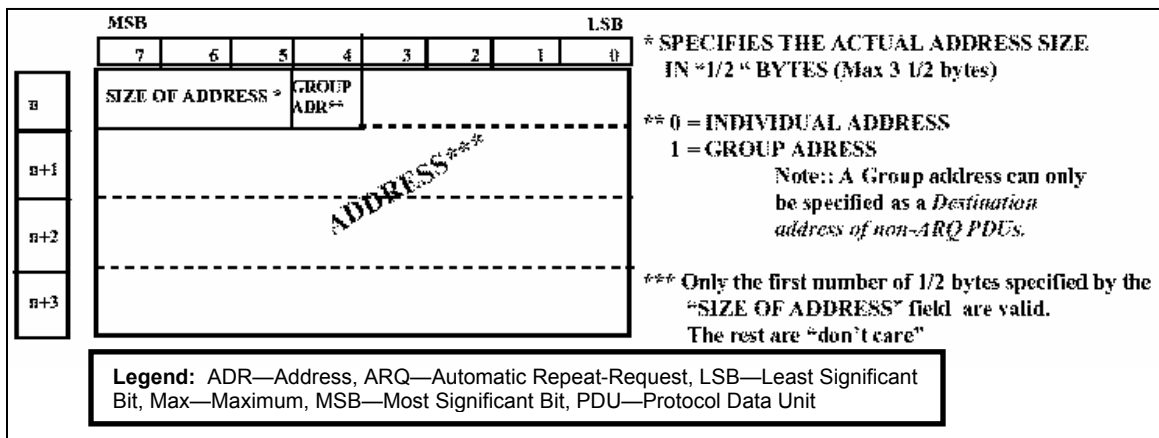 MSB LSB
7 6 5 4 3 2 1 0
n SIZE OF ADDRESS * GROUP
ADR**
n+1
n+2
n+3
ADDRESS***
* SPECIFIES THE ACTUAL ADDRESS SIZE
IN "1/2 " BYTES (Max 3 1/2 bytes)
** 0 = INDIVIDUAL ADDRESS
1 = GROUP ADRESS
Note:: A Group address can only
be specified as a Destination
address of non-ARQ PDUs.
*** Only the first number of 1/2 bytes specified by the
"SIZE OF ADDRESS" field are valid.
The rest are "don't care"
Legend: ADR—Address, ARQ—Automatic Repeat-Request, LSB—Least Significant
Bit, Max—Maximum, MSB—Most Significant Bit, PDU—Protocol Data Unit